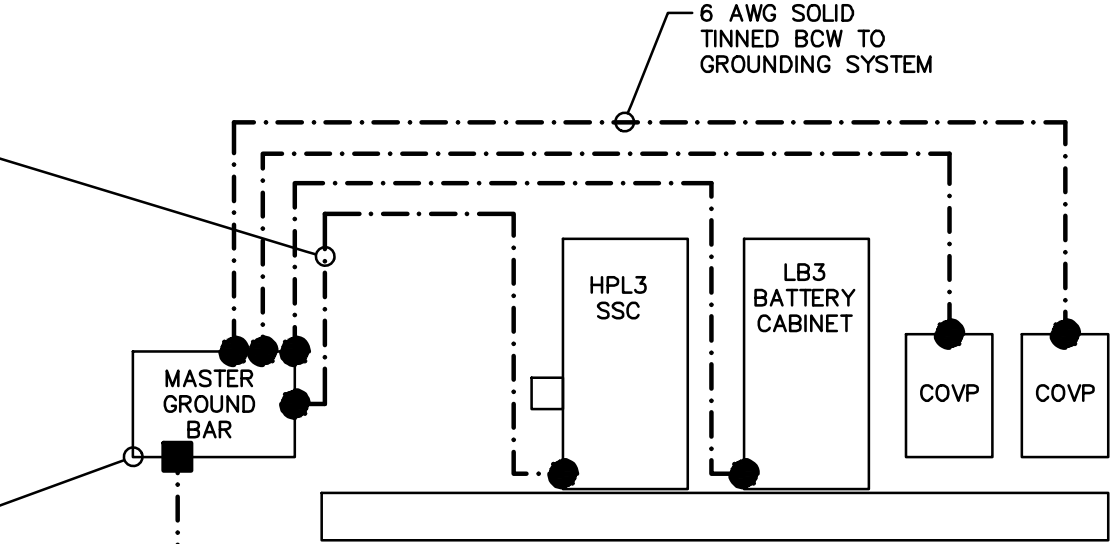 6 AWG SOLID
TINNED BCW TO
GROUNDING SYSTEM
HPL3
SSC
LB3
BATTERY
CABINET
MASTER
GROUND
BAR
COVP
COVP